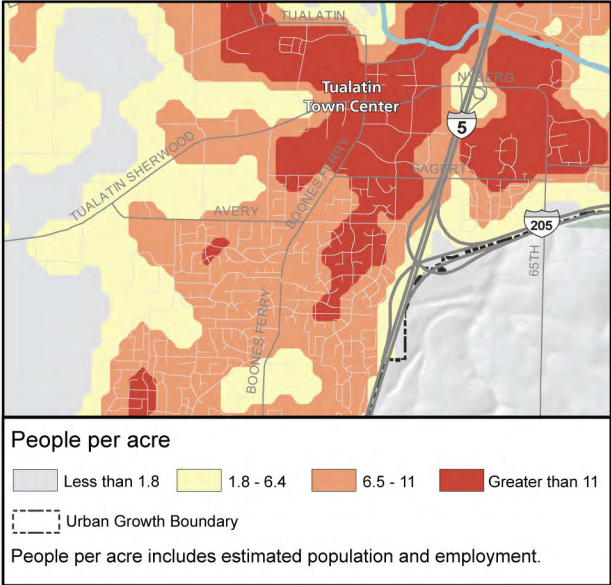 TUALATIN
NYBERG
Tualatin
Town Center
5
TUALATIN SHERWOOD
BOONES FERRY
SAGERT
AVERY
205
65TH
BOONES FERRY
People per acre
Less than 1.8
1.8 - 6.4
6.5 - 11
Greater than 11
Urban Growth Boundary
People per acre includes estimated population and employment.